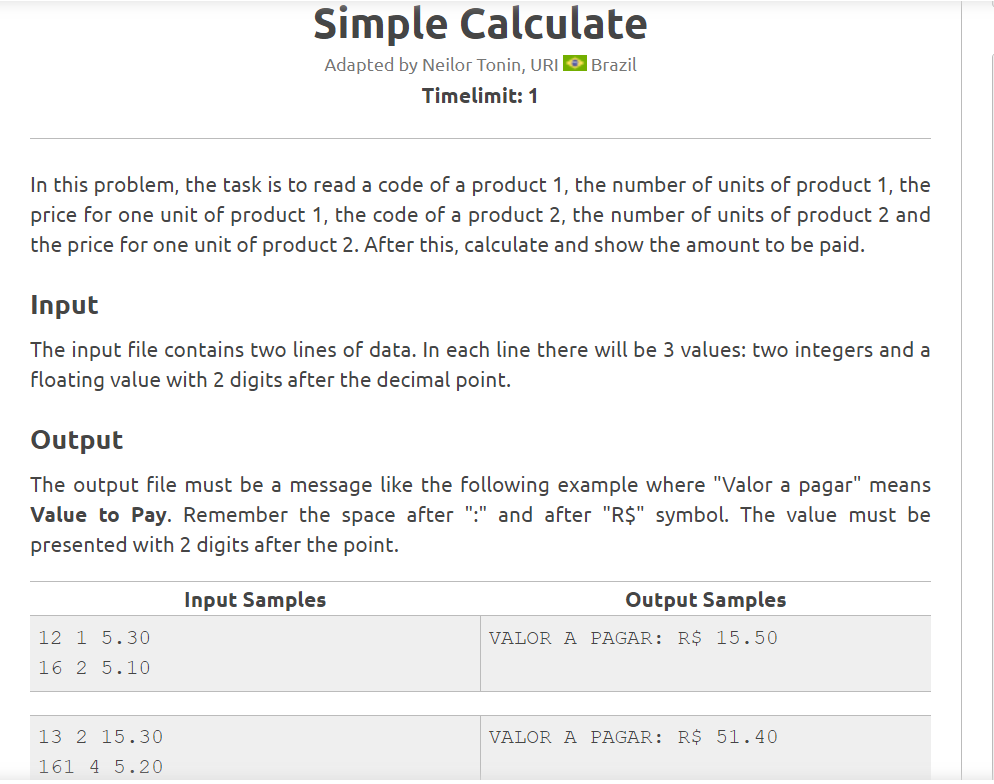 Simple Calculate
Adapted by Neilor Tonin, URI Brazil
Timelimit: 1
In this problem, the task is to read a code of a product 1, the number of units of product 1, the
price for one unit of product 1, the code of a product 2, the number of units of product 2 and
the price for one unit of product 2. After this, calculate and show the amount to be paid.
Input
The input file contains two lines of data. In each line there will be 3 values: two integers and a
floating value with 2 digits after the decimal point.
Output
The output file must be a message like the following example where "Valor a pagar" means
Value to Pay. Remember the space after ":" and after "R$" symbol. The value must be
presented with 2 digits after the point.
Input Samples Output Samples
12 1 5.30 VALOR A PAGAR: R$ 15.50
16 2 5.10
13 2 15.30 VALOR A PAGAR: R$ 51.40
161 4 5.20